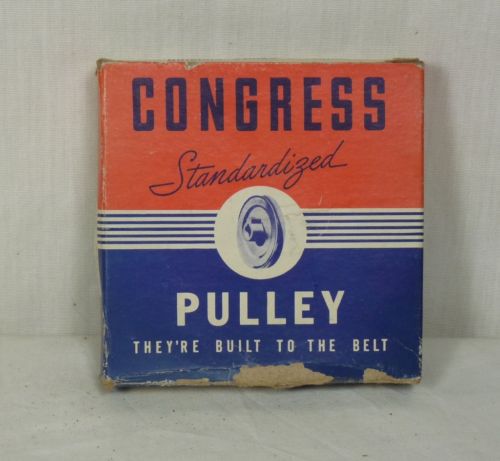 CONGRESS
Standardized
PULLEY
THEY'RE BUILT TO THE BELT